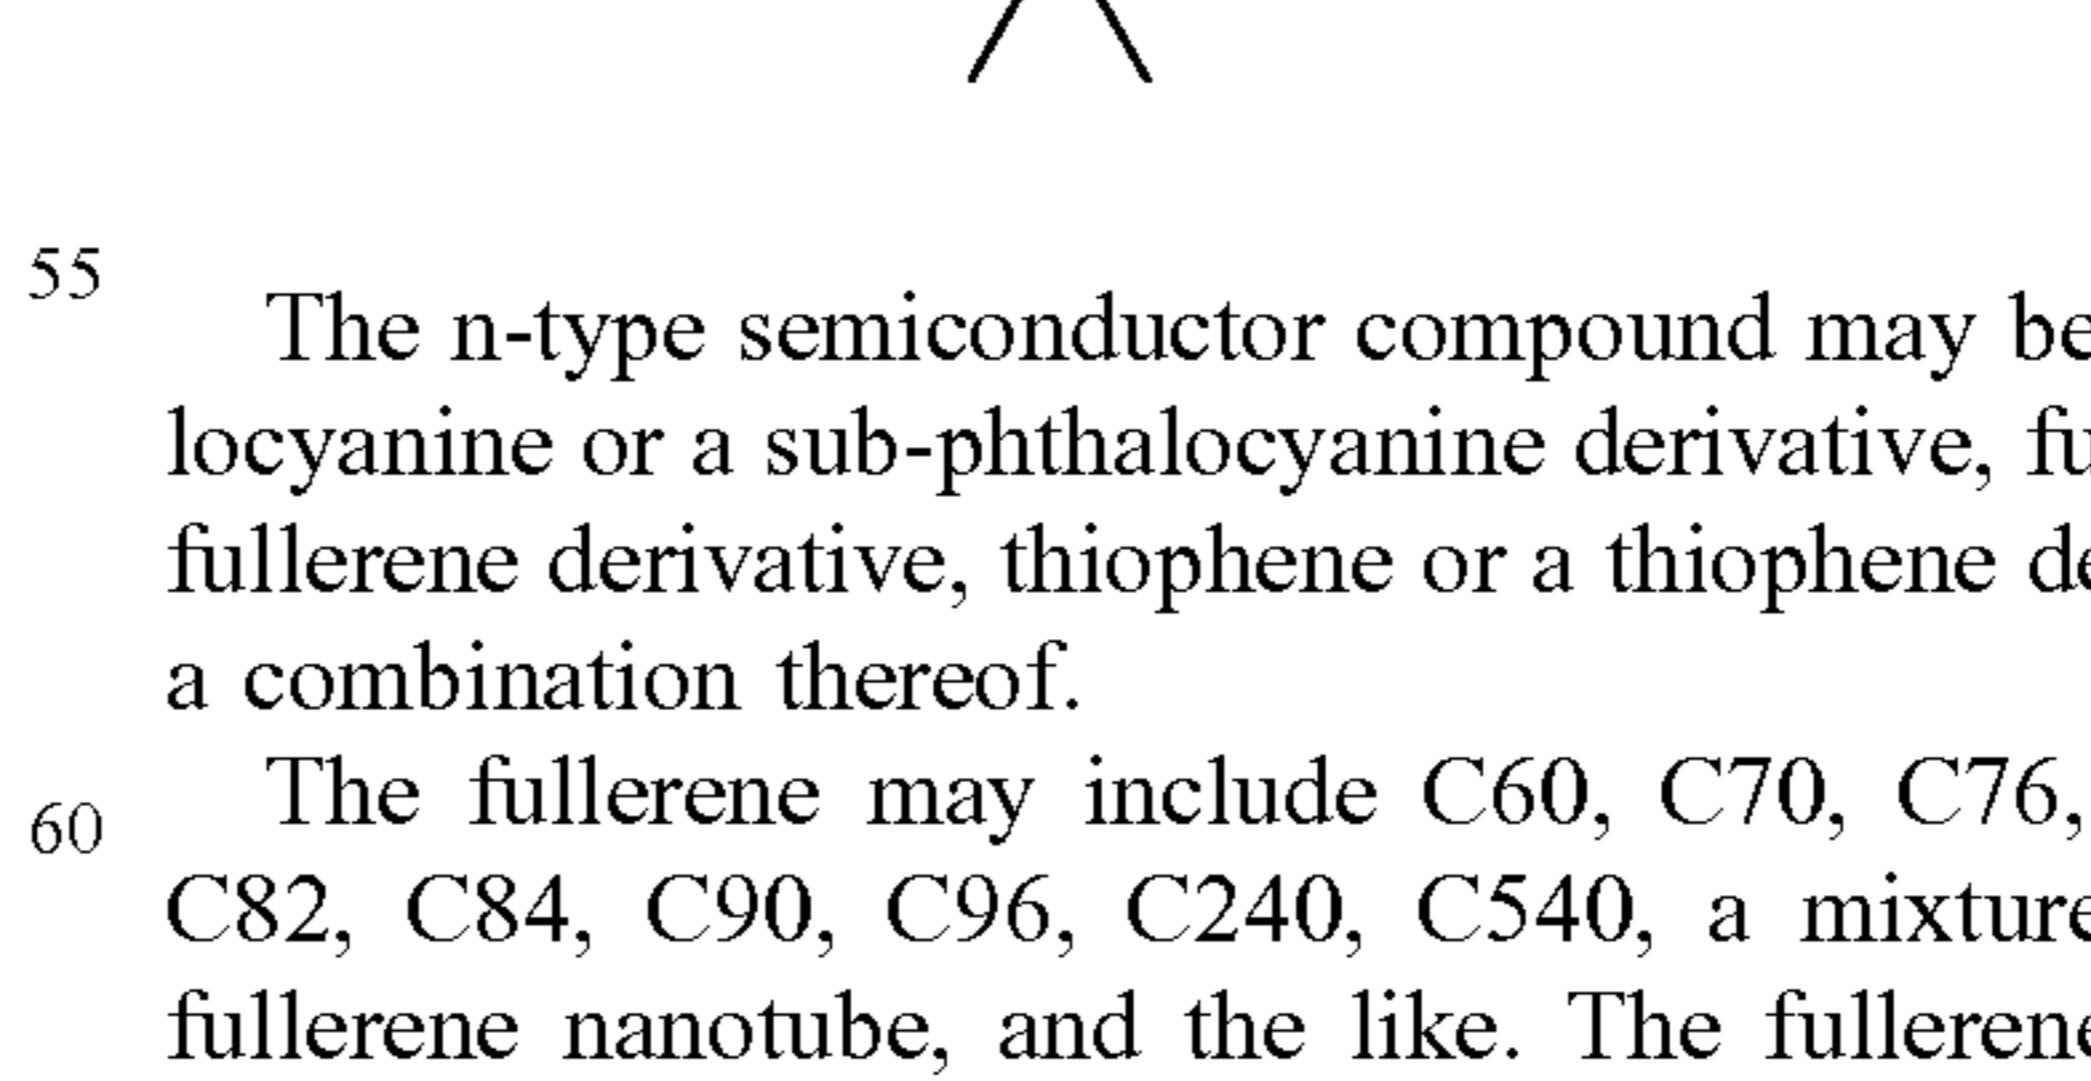 55
The n-type semiconductor compound may be
locyanine or a sub-phthalocyanine derivative,
fullerene derivative, thiophene or a thiophene
a combination thereof.
60
The fullerene may include C60, C70, C76,
C82, C84, C90, C96, C240, C540, a mixture
fullerene nanotube, and the like. The fullerene